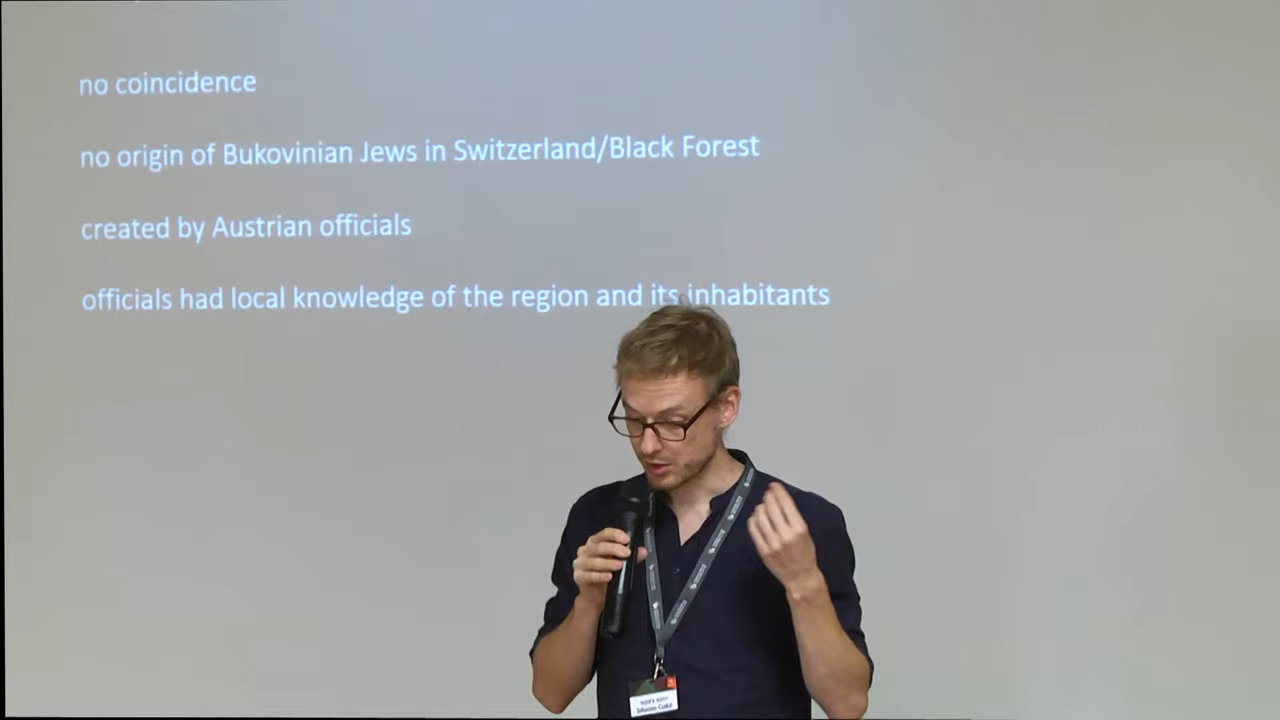 no coincidence
no origin of Bukovinian Jews in Switzerland/Black Forest
created by Austrian officials
officials had local knowledge of the region and its inhabitants